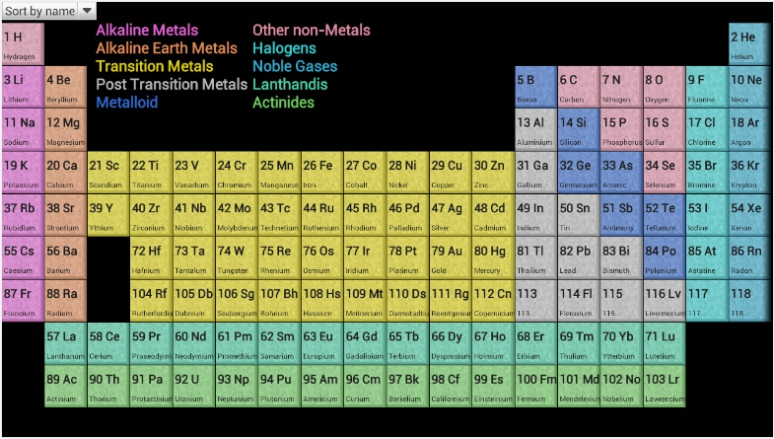 Sort by name
Alkaline Metals Other non-Metals
Alkaline Earth Metals Halogens
Transition Metals Noble Gases
Post Transition Metals Lanthandis
Metalloid Actinides
1 H 2 He
Hydrogen Helium
3 Li 4 Be 5 B 6 C 7 N 8 O 9 F 10 Ne
Lithium Beryllium Boron Carbon Nitrogen Oxygen Fluorine Neon
11 Na 12 Mg 13 Al 14 Si 15 P 16 S 17 Cl 18 Ar
Sodium Magnesium Aluminium Silicon Phosphorus Sulfur Chlorine Argon
19 K 20 Ca 21 Sc 22 Ti 23 V 24 Cr 25 Mn 26 Fe 27 Co 28 Ni 29 Cu 30 Zn 31 Ga 32 Ge 33 As 34 Se 35 Br 36 Kr
Potassium Calcium Scandium Titanium Vanadium Chromium Manganese Iron Cobalt Nickel Copper Zinc Gallium Germanium Arsenic Selenium Bromine Krypton
37 Rb 38 Sr 39 Y 40 Zr 41 Nb 42 Mo 43 Tc 44 Ru 45 Rh 46 Pd 47 Ag 48 Cd 49 In 50 Sn 51 Sb 52 Te 53 I 54 Xe
Rubidium Strontium Yttrium Zirconium Niobium Molybdenum Technetium Ruthenium Rhodium Palladium Silver Cadmium Indium Tin Antimony Tellurium Iodine Xenon
55 Cs 56 Ba 72 Hf 73 Ta 74 W 75 Re 76 Os 77 Ir 78 Pt 79 Au 80 Hg 81 Tl 82 Pb 83 Bi 84 Po 85 At 86 Rn
Caesium Barium Hafnium Tantalum Tungsten Rhenium Osmium Iridium Platinum Gold Mercury Thallium Lead Bismuth Polonium Astatine Radon
87 Fr 88 Ra 104 Rf 105 Db 106 Sg 107 Bh 108 Hs 109 Mt 110 Ds 111 Rg 112 Cn 113 114 Fl 115 116 Lv 117 118
Francium Radium Rutherfordiu Dubnium Seaborgium Bohrium Hassium Meitnerium Darmstadtiu Roentgeniur Copernicium 113 Flerovium 115 Livermorium 117 118
57 La 58 Ce 59 Pr 60 Nd 61 Pm 62 Sm 63 Eu 64 Gd 65 Tb 66 Dy 67 Ho 68 Er 69 Tm 70 Yb 71 Lu
Lanthanum Cerium Praseodymi Neodymium Promethium Samarium Europium Gadolinium Terbium Dysprosium Holmium Erbium Thulium Ytterbium Lutetium
89 Ac 90 Th 91 Pa 92 U 93 Np 94 Pu 95 Am 96 Cm 97 Bk 98 Cf 99 Es 100 Fm 101 Md 102 No 103 Lr
Actinium Thorium Protactinium Uranium Neptunium Plutonium Americium Curium Berkelium Californium Einsteinium Fermium Mendelevium Nobelium Lawrencium